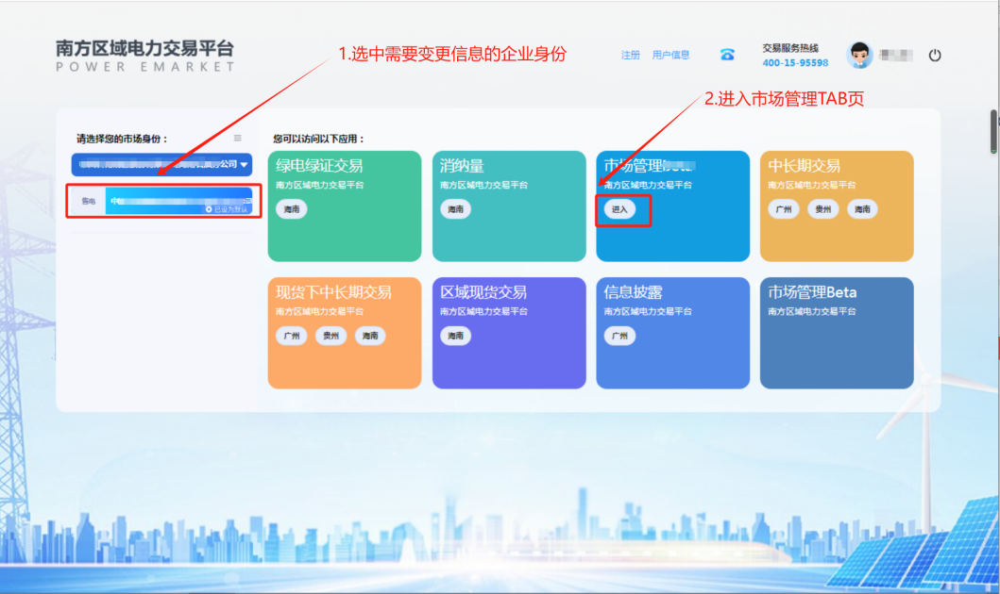 南方区域电力交易平台
POWER EMARKET
1.选中需要变更信息的企业身份
注册 用户信息
交易服务热线
400-15-95598
2.进入市场管理TAB页
请选择您的市场身份：
公司
售电
已设为默认
您可以访问以下应用：
绿电绿证交易
南方区域电力交易平台
海南
消纳量
南方区域电力交易平台
海南
市场管理
南方区域电力交易平台
进入
中长期交易
南方区域电力交易平台
广州 贵州 海南
现货下中长期交易
南方区域电力交易平台
广州 贵州 海南
区域现货交易
南方区域电力交易平台
海南
信息披露
南方区域电力交易平台
广州
市场管理Beta
南方区域电力交易平台